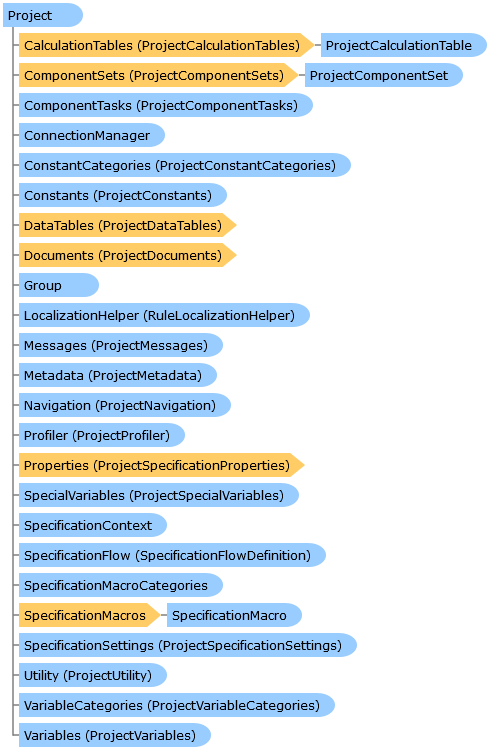 Project
CalculationTables (ProjectCalculationTables) ProjectCalculationTable
ComponentSets (ProjectComponentSets) ProjectComponentSet
ComponentTasks (ProjectComponentTasks)
ConnectionManager
ConstantCategories (ProjectConstantCategories)
Constants (ProjectConstants)
DataTables (ProjectDataTables)
Documents (ProjectDocuments)
Group
LocalizationHelper (RuleLocalizationHelper)
Messages (ProjectMessages)
Metadata (ProjectMetadata)
Navigation (ProjectNavigation)
Profiler (ProjectProfiler)
Properties (ProjectSpecificationProperties)
SpecialVariables (ProjectSpecialVariables)
SpecificationContext
SpecificationFlow (SpecificationFlowDefinition)
SpecificationMacroCategories
SpecificationMacros SpecificationMacro
SpecificationSettings (ProjectSpecificationSettings)
Utility (ProjectUtility)
VariableCategories (ProjectVariableCategories)
Variables (ProjectVariables)